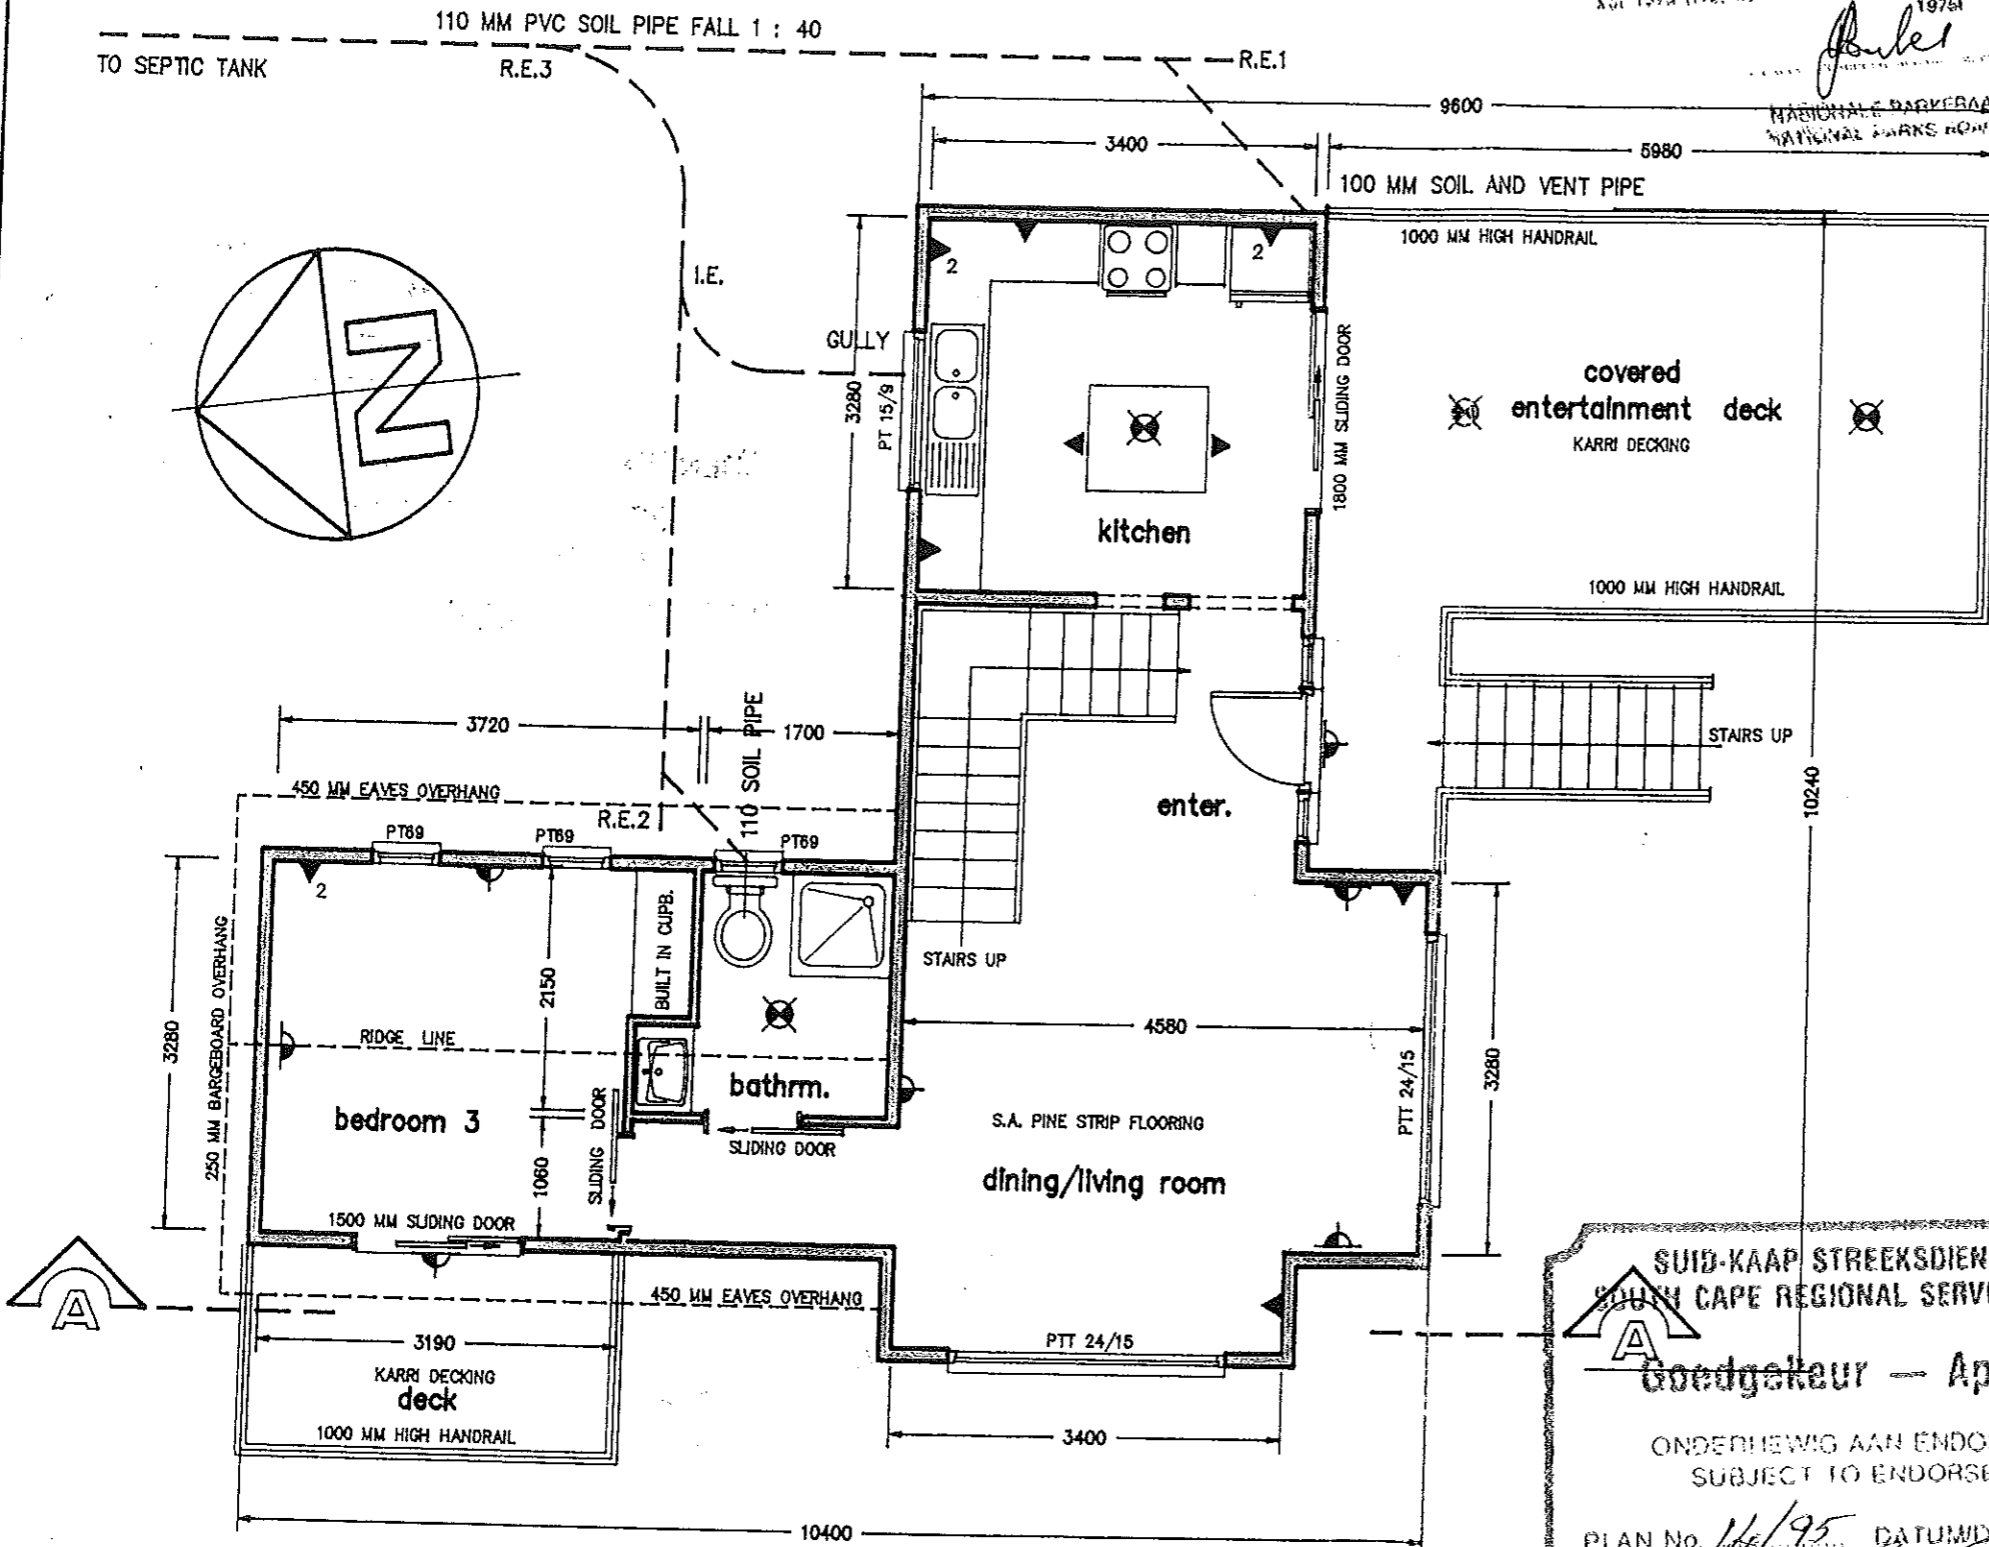 110 MM PVC SOIL PIPE FALL 1 : 40
TO SEPTIC TANK
R.E.3
R.E.1
9600
NATIONAL PARKS
3400
5980
100 MM SOIL AND VENT PIPE
1000 MM HIGH HANDRAIL
2
2
I.E.
GULLY
3280
PT 15/9
1800 MM SLIDING DOOR
covered
entertainment deck
KARRI DECKING
N
kitchen
1000 MM HIGH HANDRAIL
3720
1700
110 SOIL PIPE
STAIRS UP
10240
450 MM EAVES OVERHANG
R.E.2
enter.
PT69
PT69
PT69
2
BUILT IN CUPB.
2150
STAIRS UP
250 MM BARGEBOARD OVERHANG
3280
RIDGE LINE
4580
3280
PTT 24/15
bathrm.
bedroom 3
1060
SLIDING DOOR
SLIDING DOOR
S.A. PINE STRIP FLOORING
dining/living room
1500 MM SLIDING DOOR
A
450 MM EAVES OVERHANG
3190
KARRI DECKING
deck
1000 MM HIGH HANDRAIL
PTT 24/15
3400
10400
SUID-KAAP STREEKSDIEN
SOUTH CAPE REGIONAL SERVI
A
Goedgekeur — Ap
ONDERHEWIG AAN ENDO
SUBJECT TO ENDORSE
PLAN No. DATUM/D